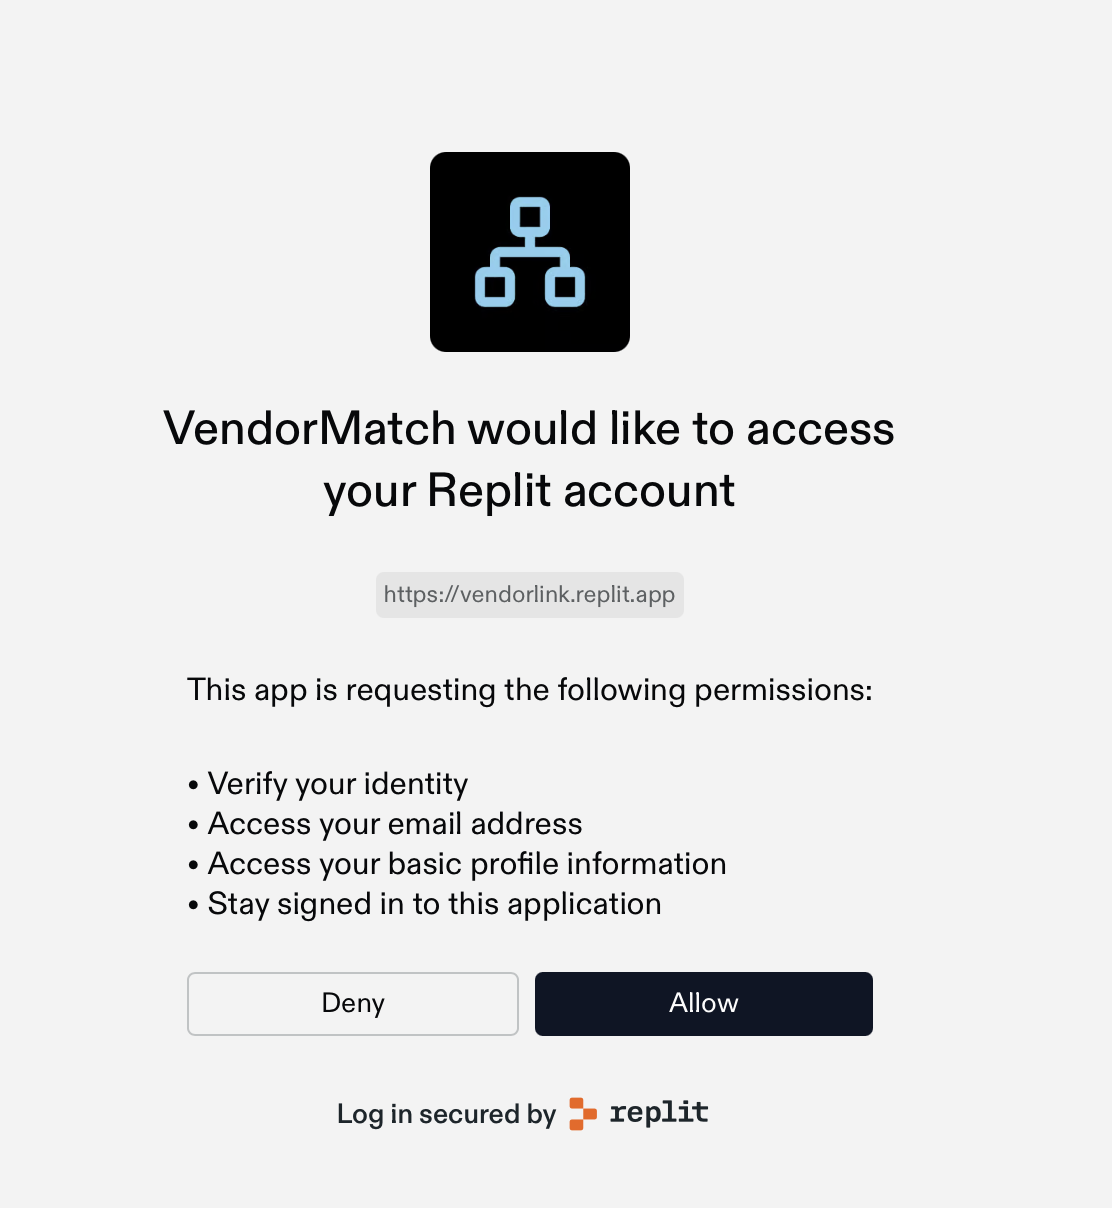 VendorMatch would like to access
your Replit account
https://vendorlink.replit.app
This app is requesting the following permissions:
• Verify your identity
• Access your email address
• Access your basic profile information
• Stay signed in to this application
Deny
Allow
Log in secured by replit